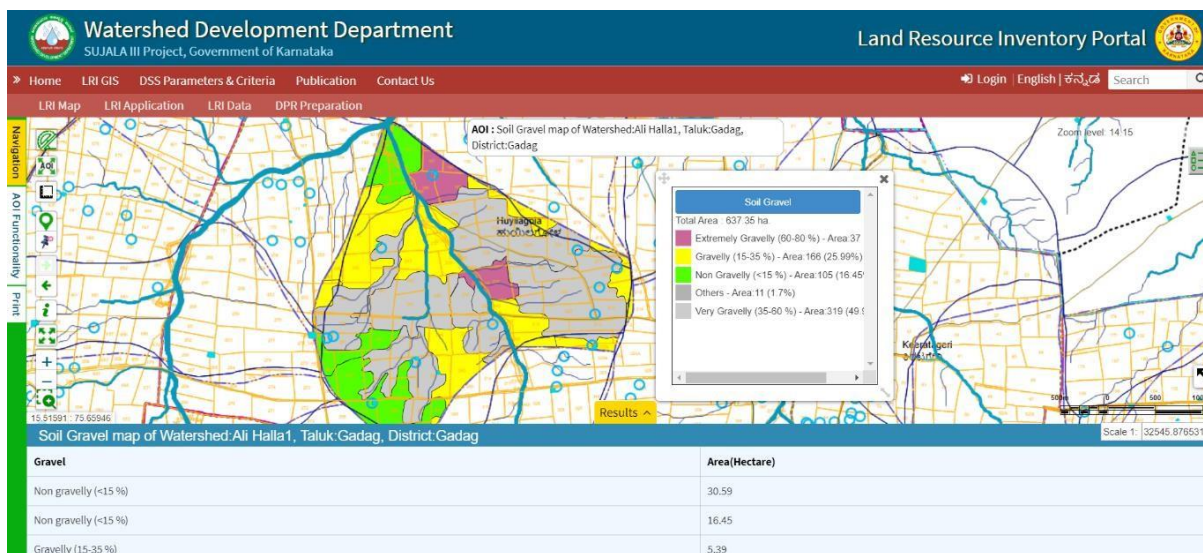 Watershed Development Department
SUJALA III Project, Government of Karnataka
Land Resource Inventory Portal
» Home LRI GIS DSS Parameters & Criteria Publication Contact Us
Login | English | ಕನ್ನಡ Search
LRI Map LRI Application LRI Data DPR Preparation
Navigation
AOI Functionality
Print
AOI
AOI : Soil Gravel map of Watershed:Ali Halla1, Taluk:Gadag,
District:Gadag
Zoom level: 14.15
Soil Gravel
Total Area : 637.35 ha.
Extremely Gravelly (60-80 %) - Area:37
Gravelly (15-35 %) - Area:166 (25.99%)
Non Gravelly (<15 %) - Area:105 (16.45
Others - Area:11 (1.7%)
Very Gravelly (35-60 %) - Area:319 (49.9
15.51591 : 75.65946
Results
500m 0 500 100
Scale 1: 32545.876531
Soil Gravel map of Watershed:Ali Halla1, Taluk:Gadag, District:Gadag
Gravel Area(Hectare)
Non gravelly (<15 %) 30.59
Non gravelly (<15 %) 16.45
Gravelly (15-35 %) 5.39